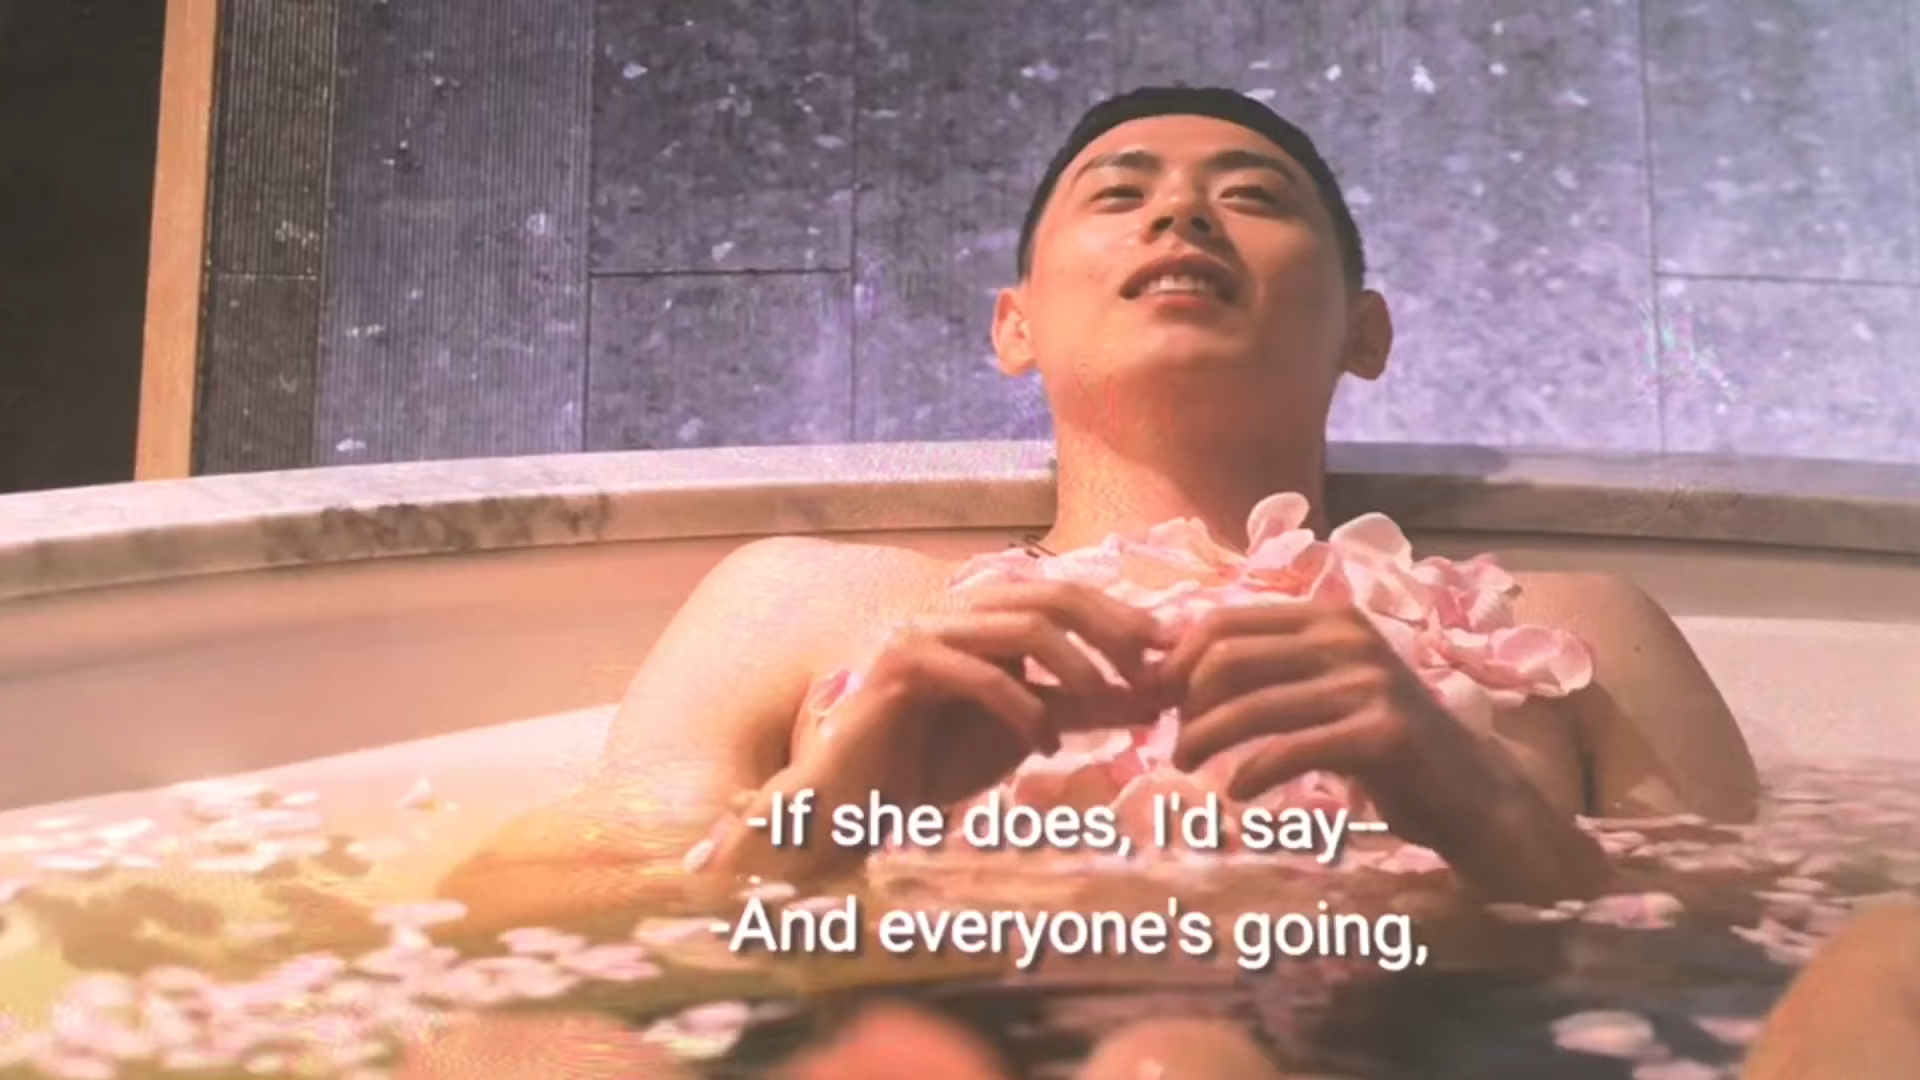 -If she does, I'd say--
-And everyone's going,